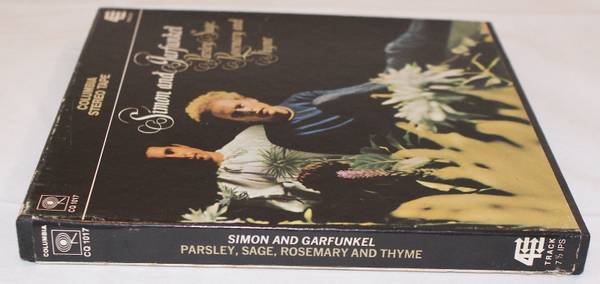 COLUMBIA
STEREO TAPE
Simon and Garfunkel
Parsley, Sage,
Rosemary and
Thyme
CQ 1017
COLUMBIA
CQ 1017
SIMON AND GARFUNKEL
PARSLEY, SAGE, ROSEMARY AND THYME
4
TRACK
7½ IPS